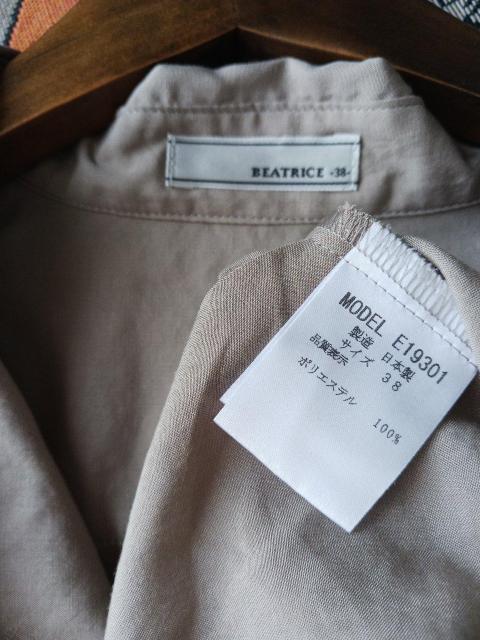 BEATRICE -38-
MODEL E19301
製造 日本製
サイズ 38
品質表示
ポリエステル 100%